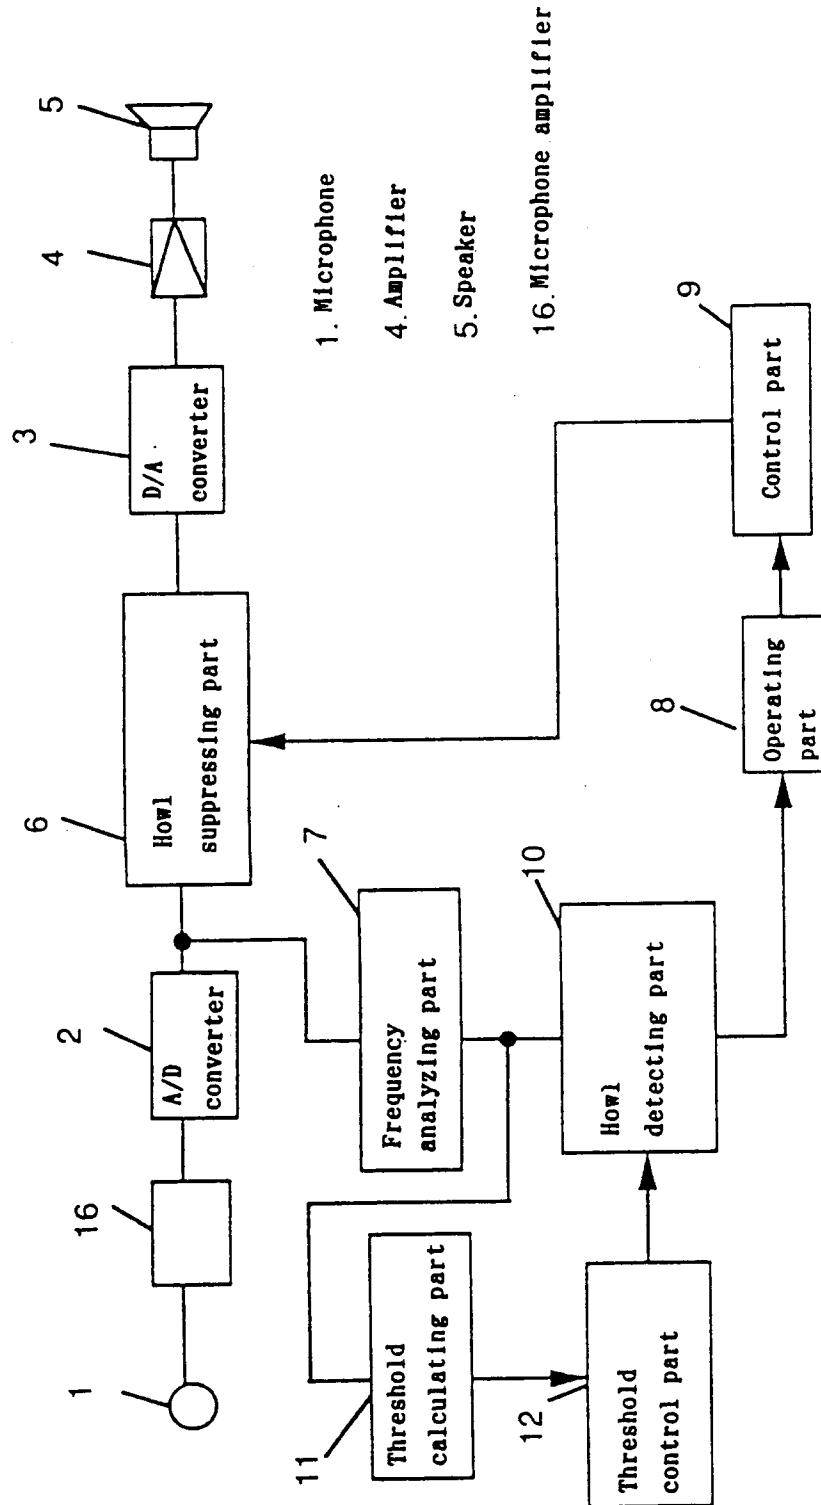 1
16
2
A/D
converter
6
Howl
suppressing part
3
D/A
converter
4
5
7
Frequency
analyzing part
11
Threshold
calculating part
12
Threshold
control part
10
Howl
detecting part
8
Operating
part
9
Control part
1. Microphone
4. Amplifier
5. Speaker
16. Microphone amplifier